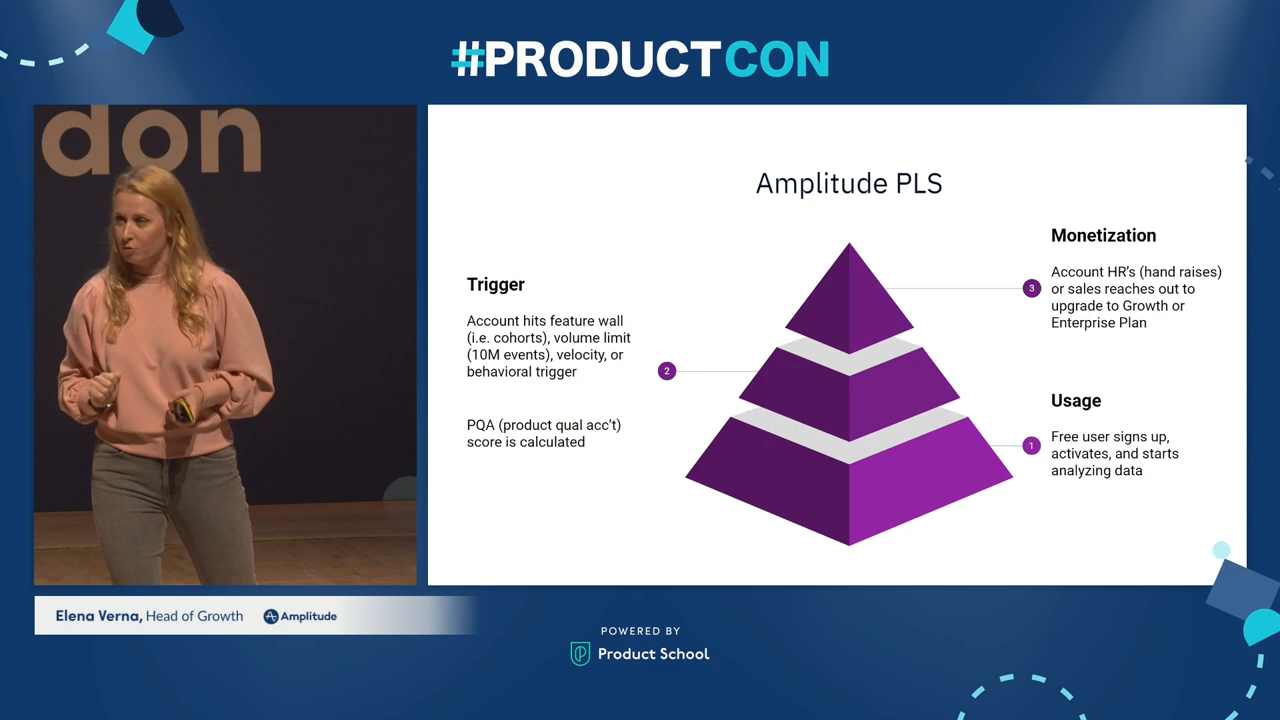 #PRODUCTCON
don
Amplitude PLS
Trigger
Account hits feature wall
(i.e. cohorts), volume limit
(10M events), velocity, or
behavioral trigger
PQA (product qual acc't)
score is calculated
2
Monetization
3
Account HR's (hand raises)
or sales reaches out to
upgrade to Growth or
Enterprise Plan
Usage
1
Free user signs up,
activates, and starts
analyzing data
Elena Verna, Head of Growth Amplitude
POWERED BY
Product School